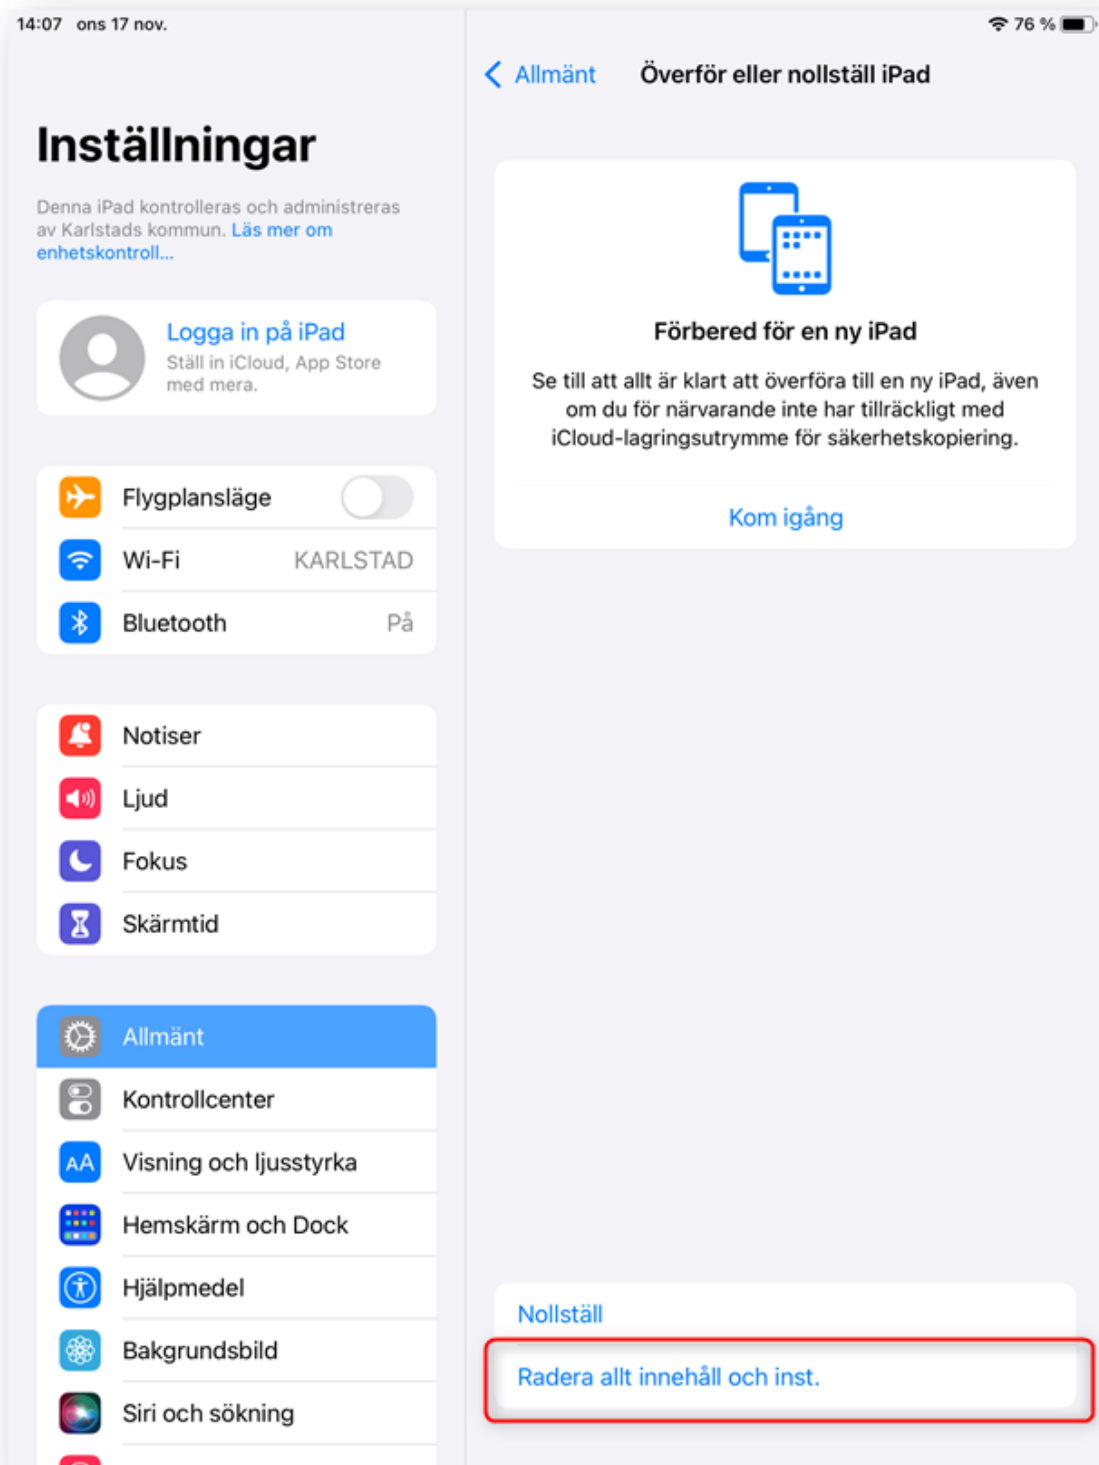 14:07 ons 17 nov.
76 %
Inställningar
Denna iPad kontrolleras och administreras
av Karlstads kommun. Läs mer om
enhetskontroll...
Logga in på iPad
Ställ in iCloud, App Store
med mera.
Flygplansläge
Wi-Fi KARLSTAD
Bluetooth På
Notiser
Ljud
Fokus
Skärmtid
Allmänt
Kontrollcenter
AA Visning och ljusstyrka
Hemskärm och Dock
Hjälpmedel
Bakgrundsbild
Siri och sökning
Allmänt Överför eller nollställ iPad
Förbered för en ny iPad
Se till att allt är klart att överföra till en ny iPad, även
om du för närvarande inte har tillräckligt med
iCloud-lagringsutrymme för säkerhetskopiering.
Kom igång
Nollställ
Radera allt innehåll och inst.